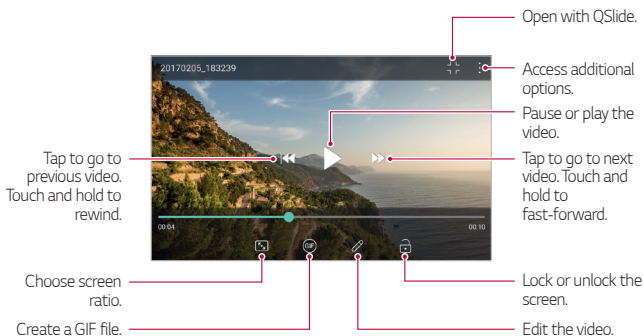 Open with QSlide.
20170205_183239
Access additional
options.
Pause or play the
video.
Tap to go to
previous video.
Touch and hold to
rewind.
Tap to go to next
video. Touch and
hold to
fast-forward.
00:04
00:10
GIF
Choose screen
ratio.
Lock or unlock the
screen.
Create a GIF file.
Edit the video.